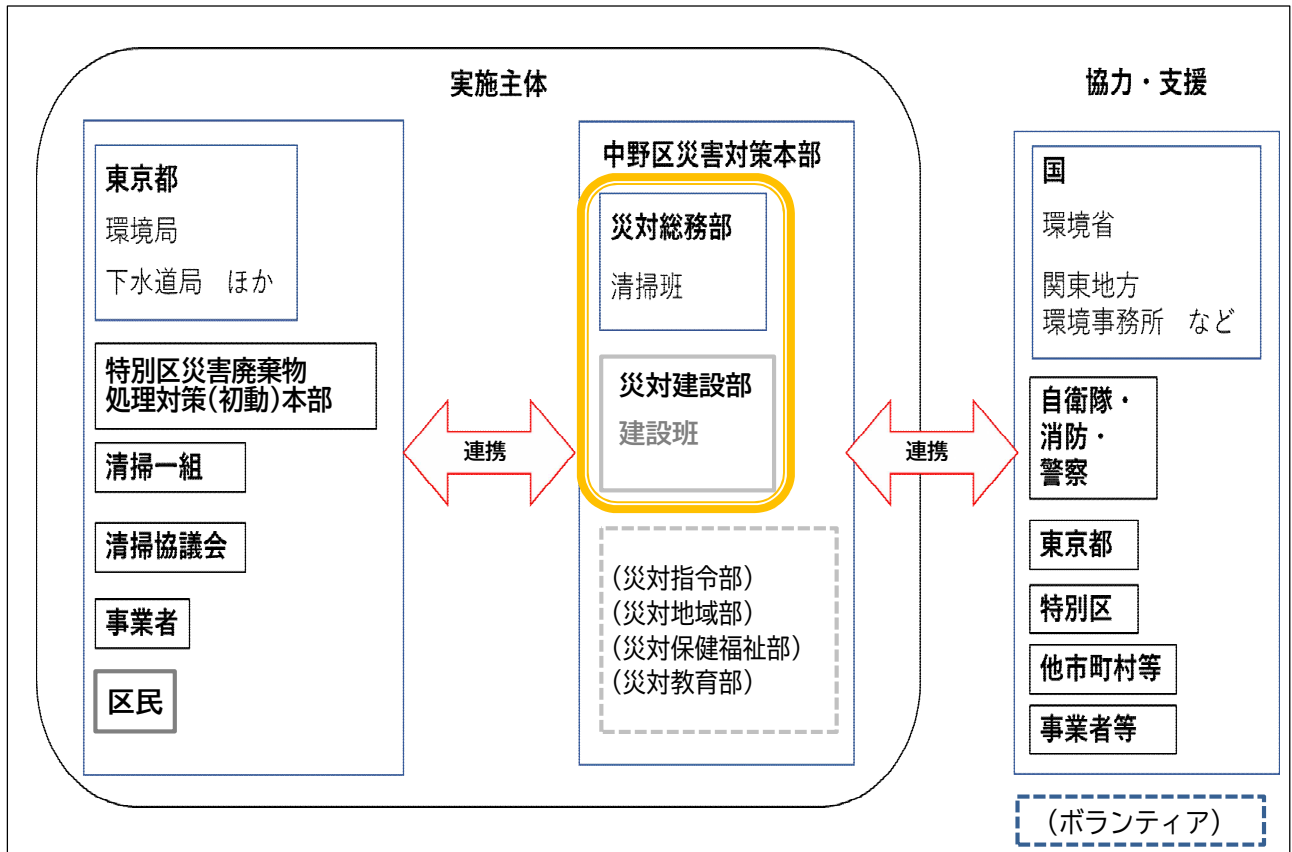 実施主体
東京都
環境局
下水道局　ほか
特別区災害廃棄物
処理対策(初動)本部
清掃一組
清掃協議会
事業者
区民
連携
中野区災害対策本部
災対総務部
清掃班
災対建設部
建設班
(災対指令部)
(災対地域部)
(災対保健福祉部)
(災対教育部)
連携
協力・支援
国
環境省
関東地方
環境事務所　など
自衛隊・
消防・
警察
東京都
特別区
他市町村等
事業者等
(ボランティア)